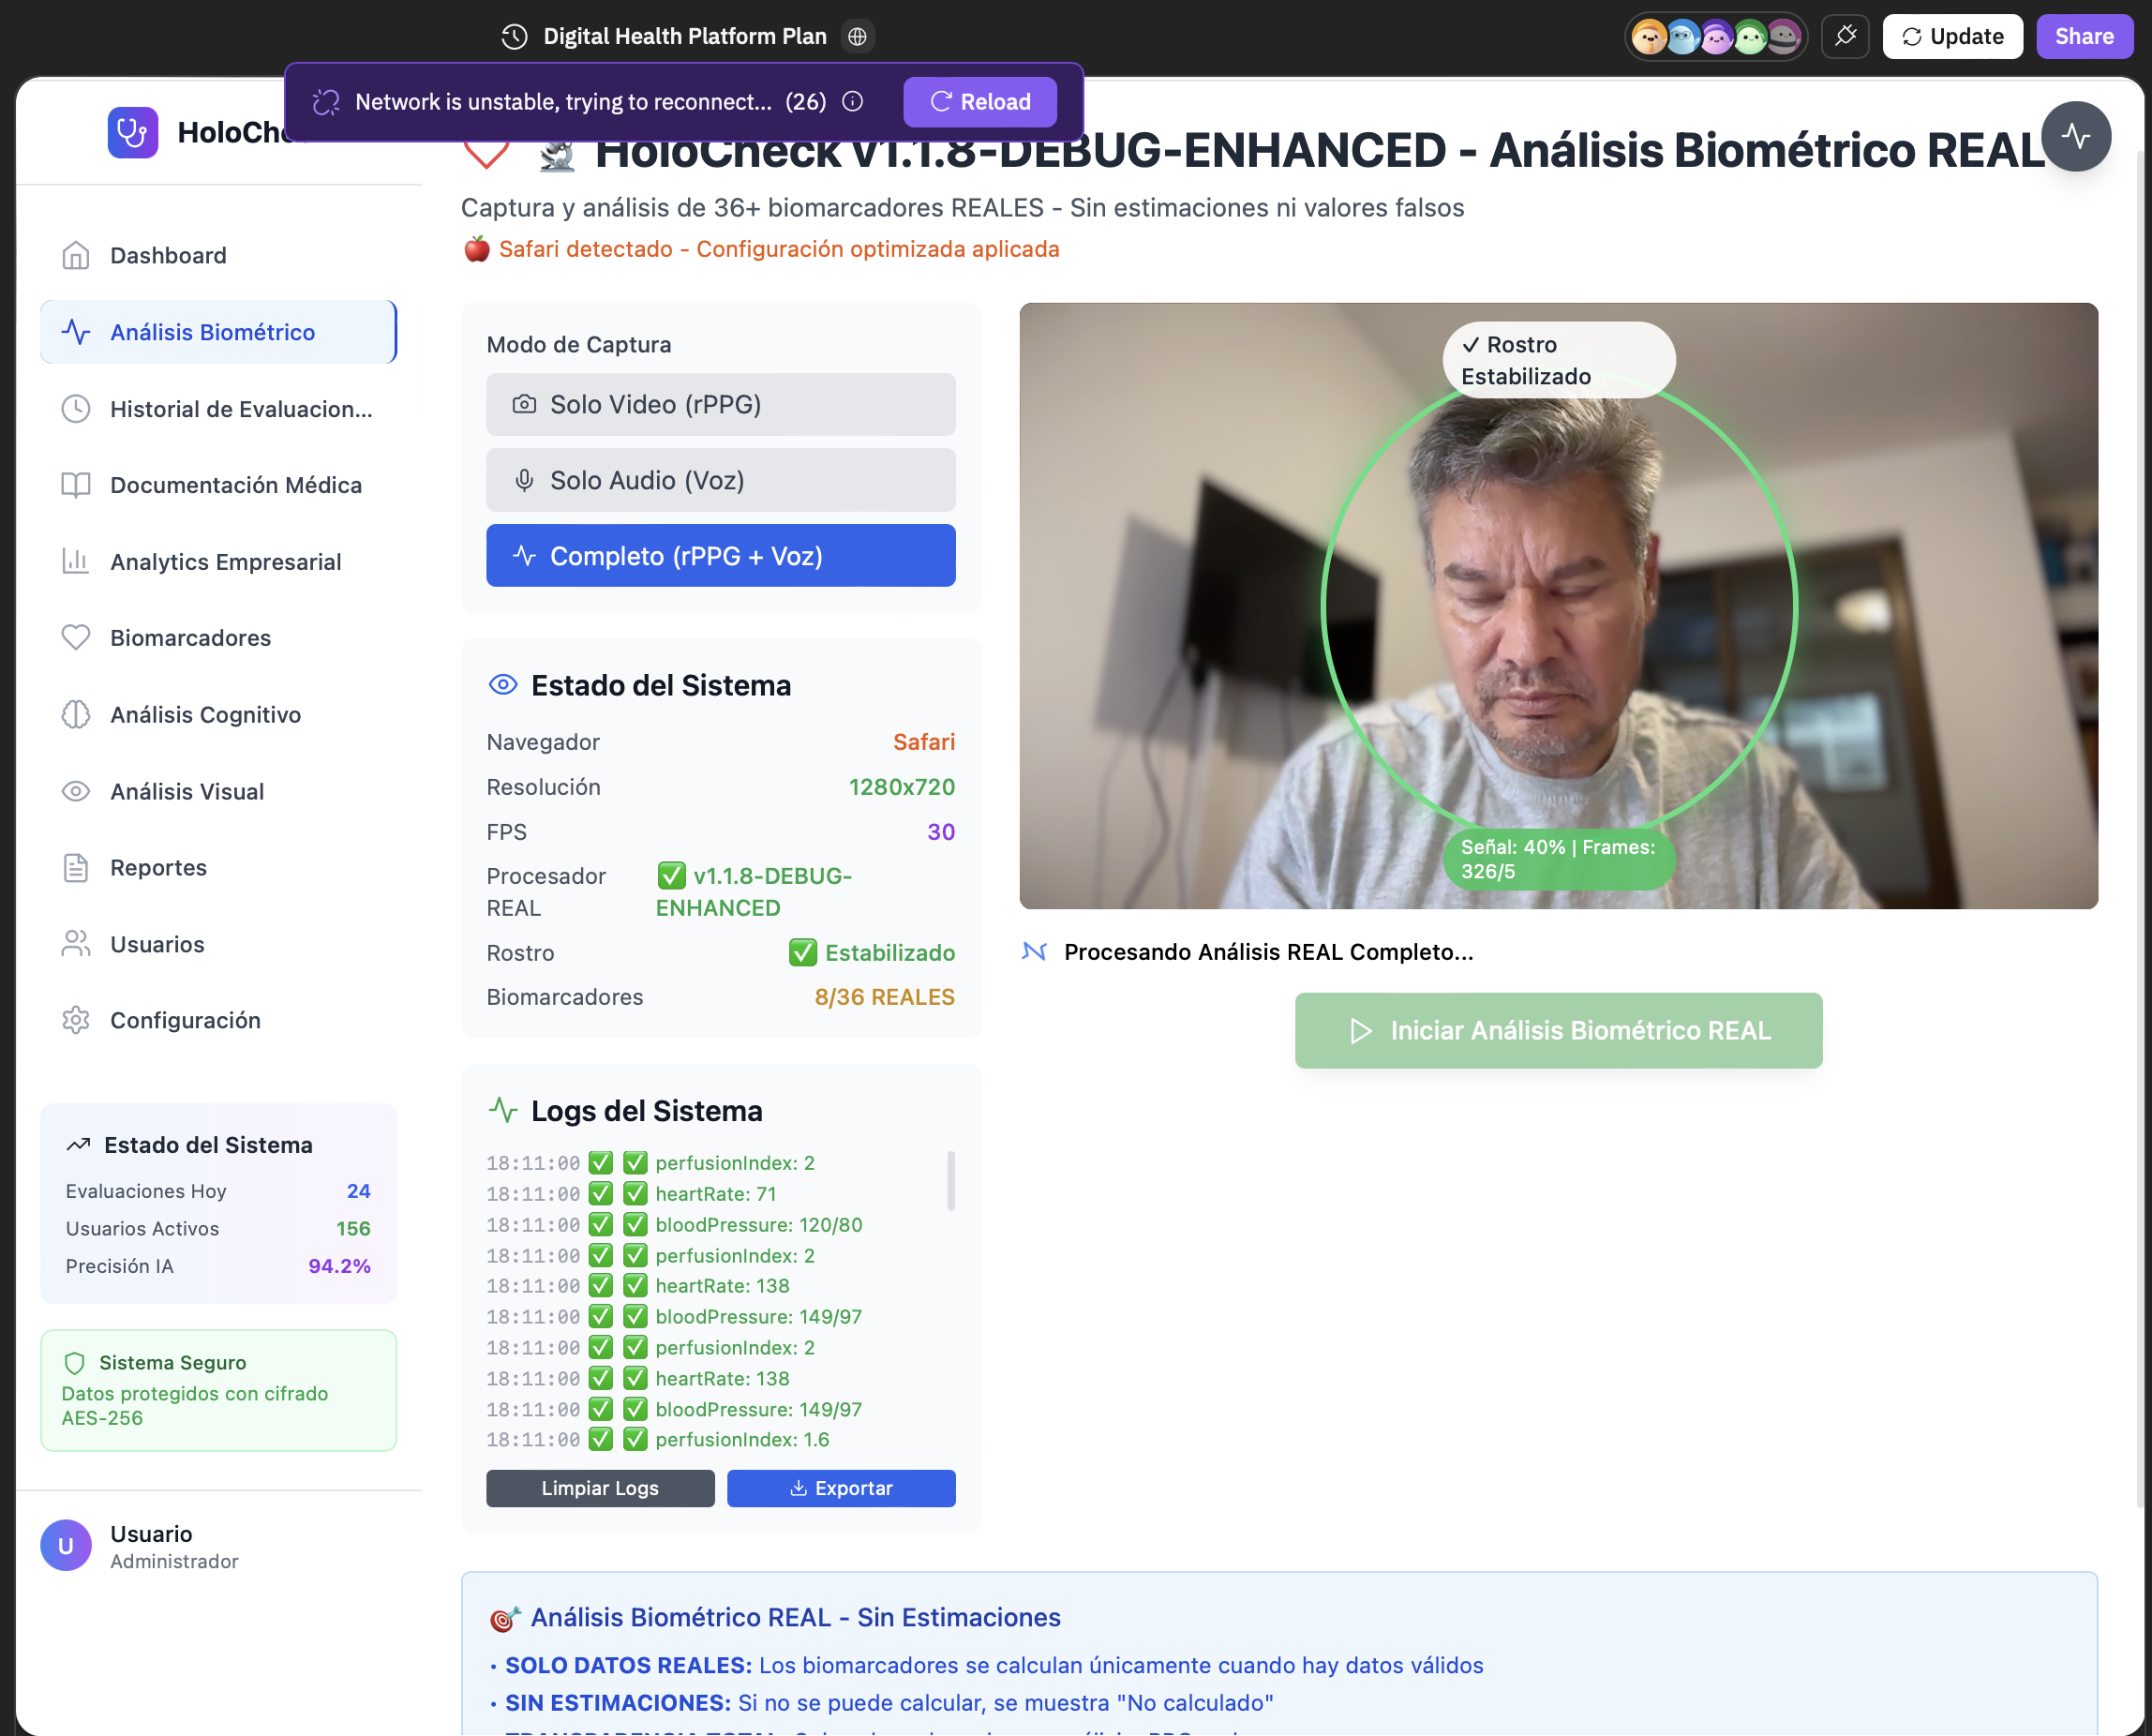 Digital Health Platform Plan
Update
Share
Network is unstable, trying to reconnect... (26)
Reload
HoloCheck v1.1.8-DEBUG-ENHANCED - Análisis Biométrico REAL
Captura y análisis de 36+ biomarcadores REALES - Sin estimaciones ni valores falsos
Safari detectado - Configuración optimizada aplicada
Dashboard
Análisis Biométrico
Historial de Evaluacion...
Documentación Médica
Analytics Empresarial
Biomarcadores
Análisis Cognitivo
Análisis Visual
Reportes
Usuarios
Configuración
Estado del Sistema
Evaluaciones Hoy 24
Usuarios Activos 156
Precisión IA 94.2%
Sistema Seguro
Datos protegidos con cifrado
AES-256
U
Usuario
Administrador
Modo de Captura
Solo Video (rPPG)
Solo Audio (Voz)
Completo (rPPG + Voz)
Estado del Sistema
Navegador Safari
Resolución 1280x720
FPS 30
Procesador REAL ✅ v1.1.8-DEBUG-ENHANCED
Rostro ✅ Estabilizado
Biomarcadores 8/36 REALES
Logs del Sistema
18:11:00 ✅ ✅ perfusionIndex: 2
18:11:00 ✅ ✅ heartRate: 71
18:11:00 ✅ ✅ bloodPressure: 120/80
18:11:00 ✅ ✅ perfusionIndex: 2
18:11:00 ✅ ✅ heartRate: 138
18:11:00 ✅ ✅ bloodPressure: 149/97
18:11:00 ✅ ✅ perfusionIndex: 2
18:11:00 ✅ ✅ heartRate: 138
18:11:00 ✅ ✅ bloodPressure: 149/97
18:11:00 ✅ ✅ perfusionIndex: 1.6
Limpiar Logs
Exportar
✓ Rostro
Estabilizado
Señal: 40% | Frames:
326/5
Procesando Análisis REAL Completo...
Iniciar Análisis Biométrico REAL
Análisis Biométrico REAL - Sin Estimaciones
• SOLO DATOS REALES: Los biomarcadores se calculan únicamente cuando hay datos válidos
• SIN ESTIMACIONES: Si no se puede calcular, se muestra "No calculado"